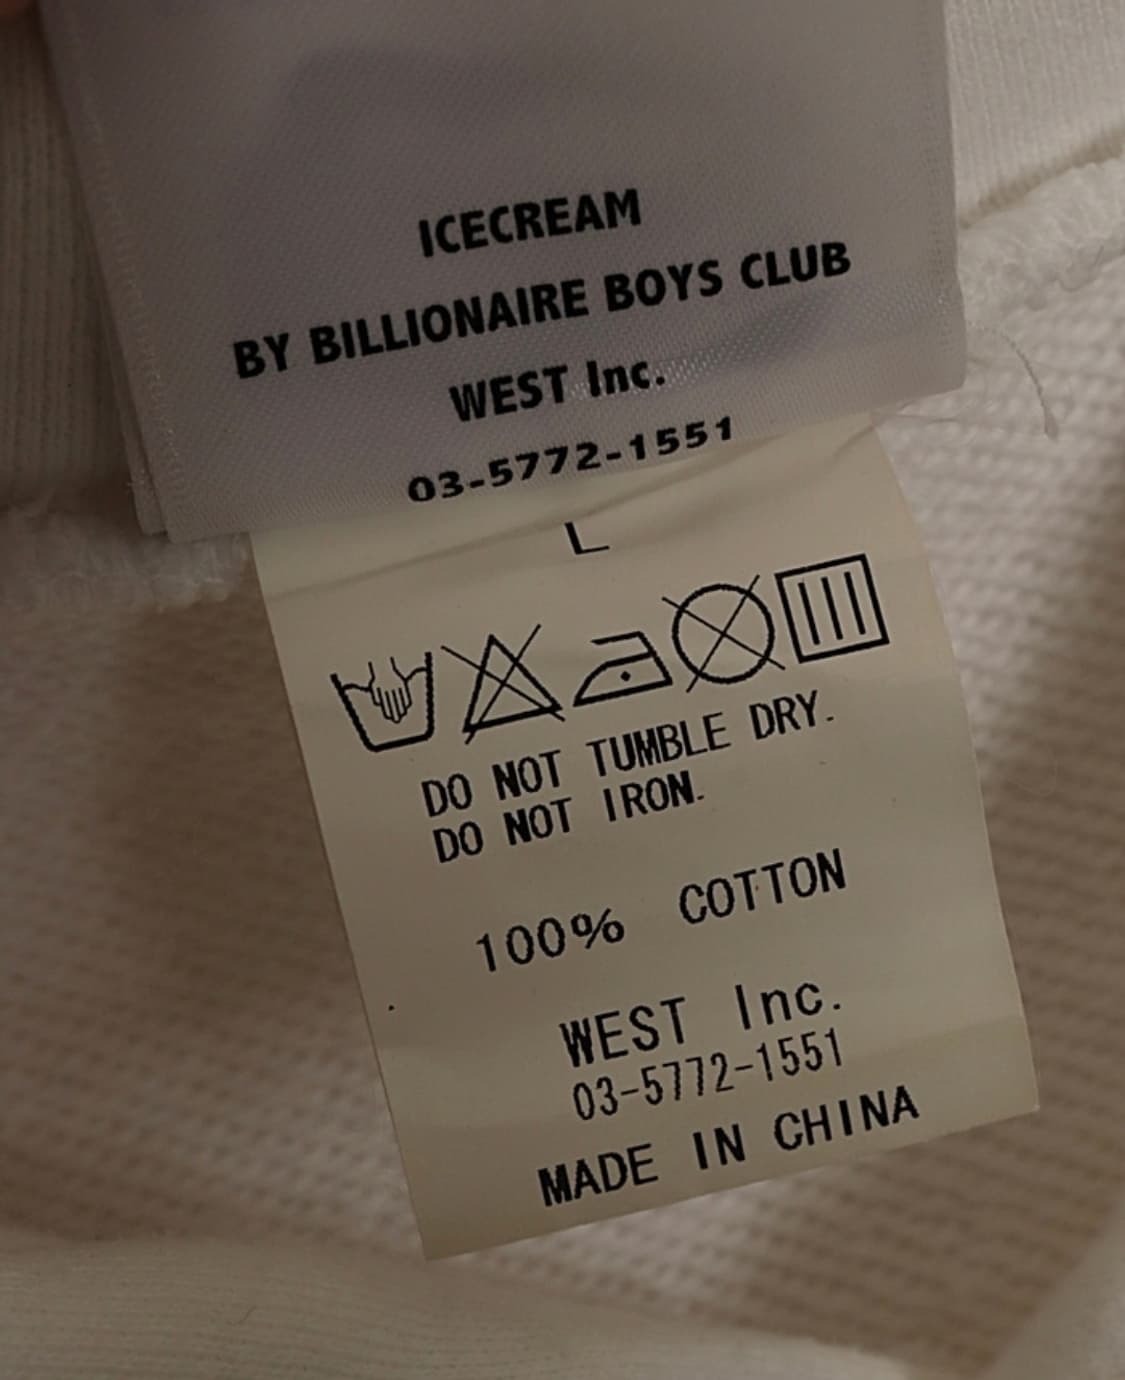 ICECREAM
BY BILLIONAIRE BOYS CLUB
WEST Inc.
03-5772-1551
L
DO NOT TUMBLE DRY.
DO NOT IRON.
100% COTTON
WEST Inc.
03-5772-1551
MADE IN CHINA